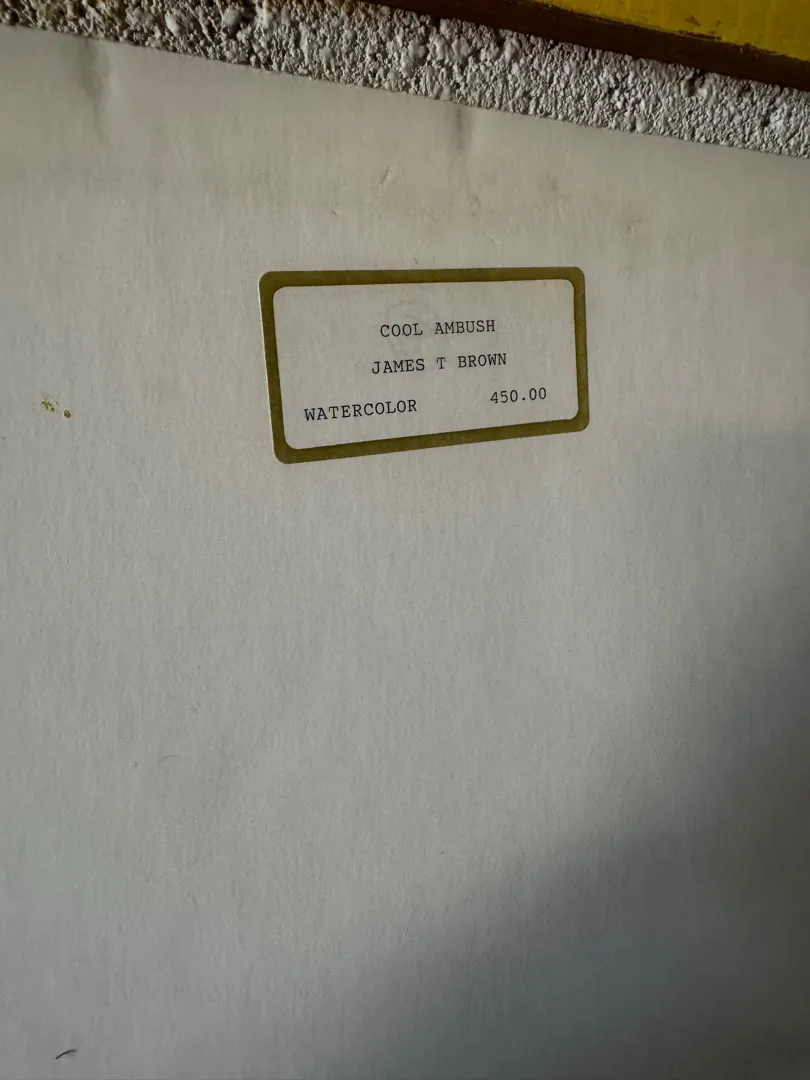 COOL AMBUSH
JAMES T BROWN
WATERCOLOR 450.00